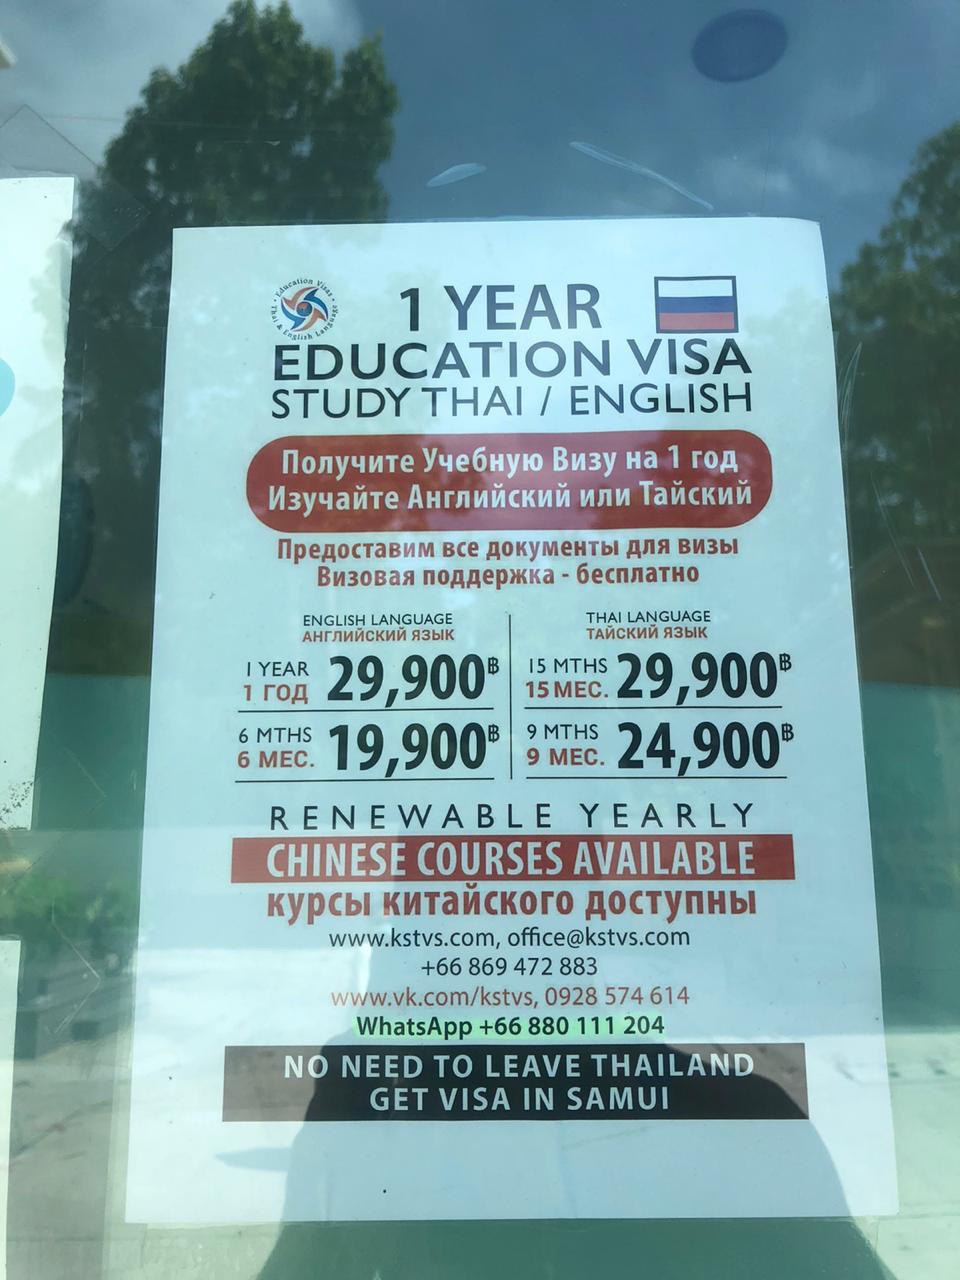 Education Visas
Thai & English Language
1 YEAR
EDUCATION VISA
STUDY THAI / ENGLISH
Получите Учебную Визу на 1 год
Изучайте Английский или Тайский
Предоставим все документы для визы
Визовая поддержка - бесплатно
ENGLISH LANGUAGE
АНГЛИЙСКИЙ ЯЗЫК
1 YEAR
1 ГОД
29,900฿
6 MTHS
6 МЕС.
19,900฿
THAI LANGUAGE
ТАЙСКИЙ ЯЗЫК
15 MTHS
15 МЕС.
29,900฿
9 MTHS
9 МЕС.
24,900฿
RENEWABLE YEARLY
CHINESE COURSES AVAILABLE
курсы китайского доступны
www.kstvs.com, office@kstvs.com
+66 869 472 883
www.vk.com/kstvs, 0928 574 614
WhatsApp +66 880 111 204
NO NEED TO LEAVE THAILAND
GET VISA IN SAMUI